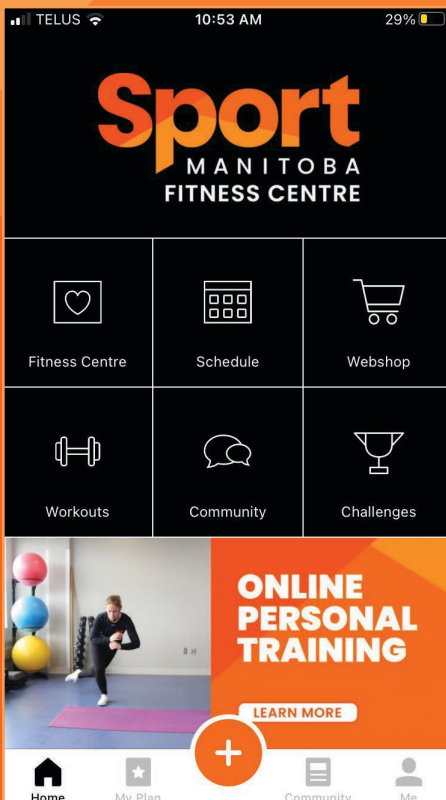 TELUS 10:53 AM 29%
Sport
MANITOBA
FITNESS CENTRE
Fitness Centre Schedule Webshop
Workouts Community Challenges
ONLINE
PERSONAL
TRAINING
LEARN MORE
+
Home My Plan Community Me